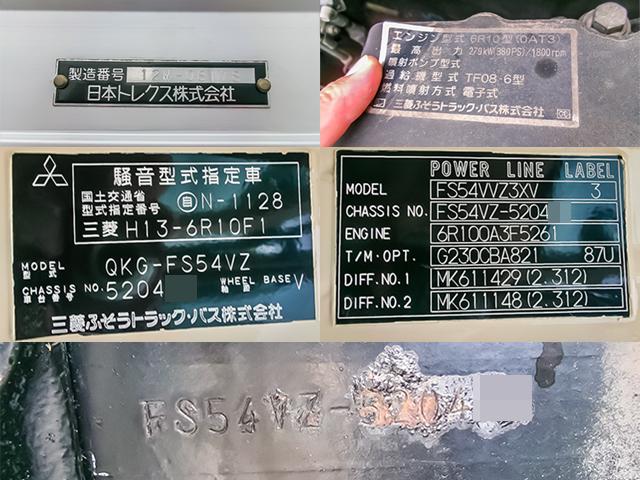 製造番号
日本トレクス株式会社
エンジン型式 6R10型(0AT3)
最高出力 279kW(380PS)/1800rpm
噴射ポンプ型式
過給機型式 TF08-6型
燃料噴射方式 電子式
三菱ふそうトラック・バス株式会社
騒音型式指定車
国土交通省
型式指定番号 自N-1128
三菱 H13-6R10F1
MODEL
型式 QKG-FS54VZ
CHASSIS NO.
車台番号 5204
WHEEL BASE
軸距 V
三菱ふそうトラック・バス株式会社
POWER LINE LABEL
MODEL FS54VVZ3XV 3
CHASSIS NO. FS54VZ-5204
ENGINE 6R100A3F5261
T/M・OPT. G2300BA821 87U
DIFF.NO.1 MK611429(2.312)
DIFF.NO.2 MK611148(2.312)
FS54VZ-5204